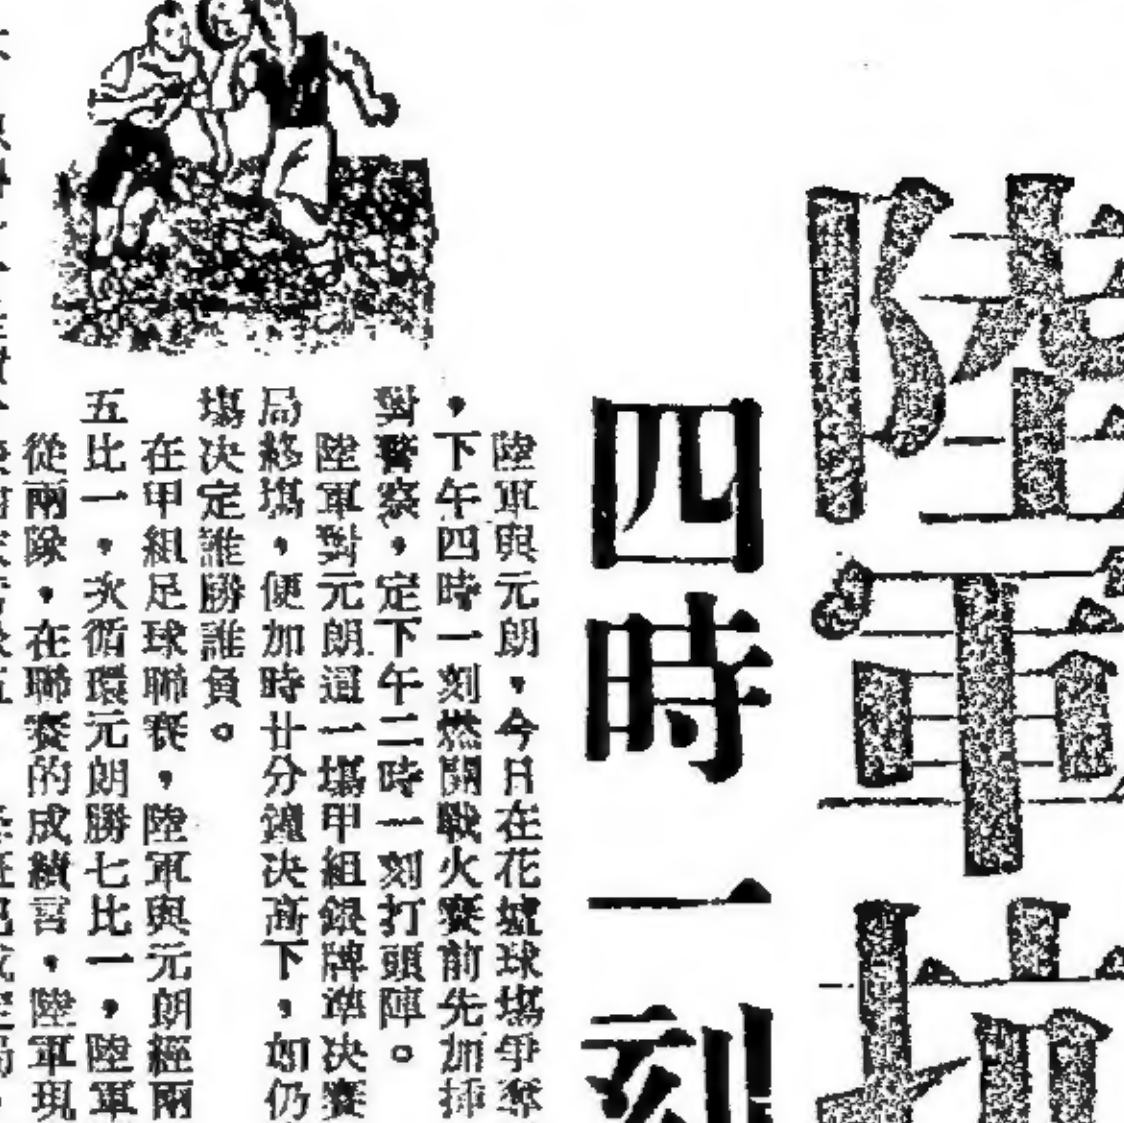 陸軍
四時一刻
陸軍與元朗，今日在花墟球塲爭奪
，下午四時一刻燃開戰火賽前先加揷
對警察，定下午二時一刻打頭陣。
陸軍對元朗這一塲甲組銀牌準决賽
局終塲，便加時廿分鐘决高下，如仍
塲决定誰勝誰負。
在甲組足球聯賽，陸軍與元朗經兩
五比一，次循環元朗勝七比一，陸軍
從兩隊，在聯賽的成績言，陸軍現